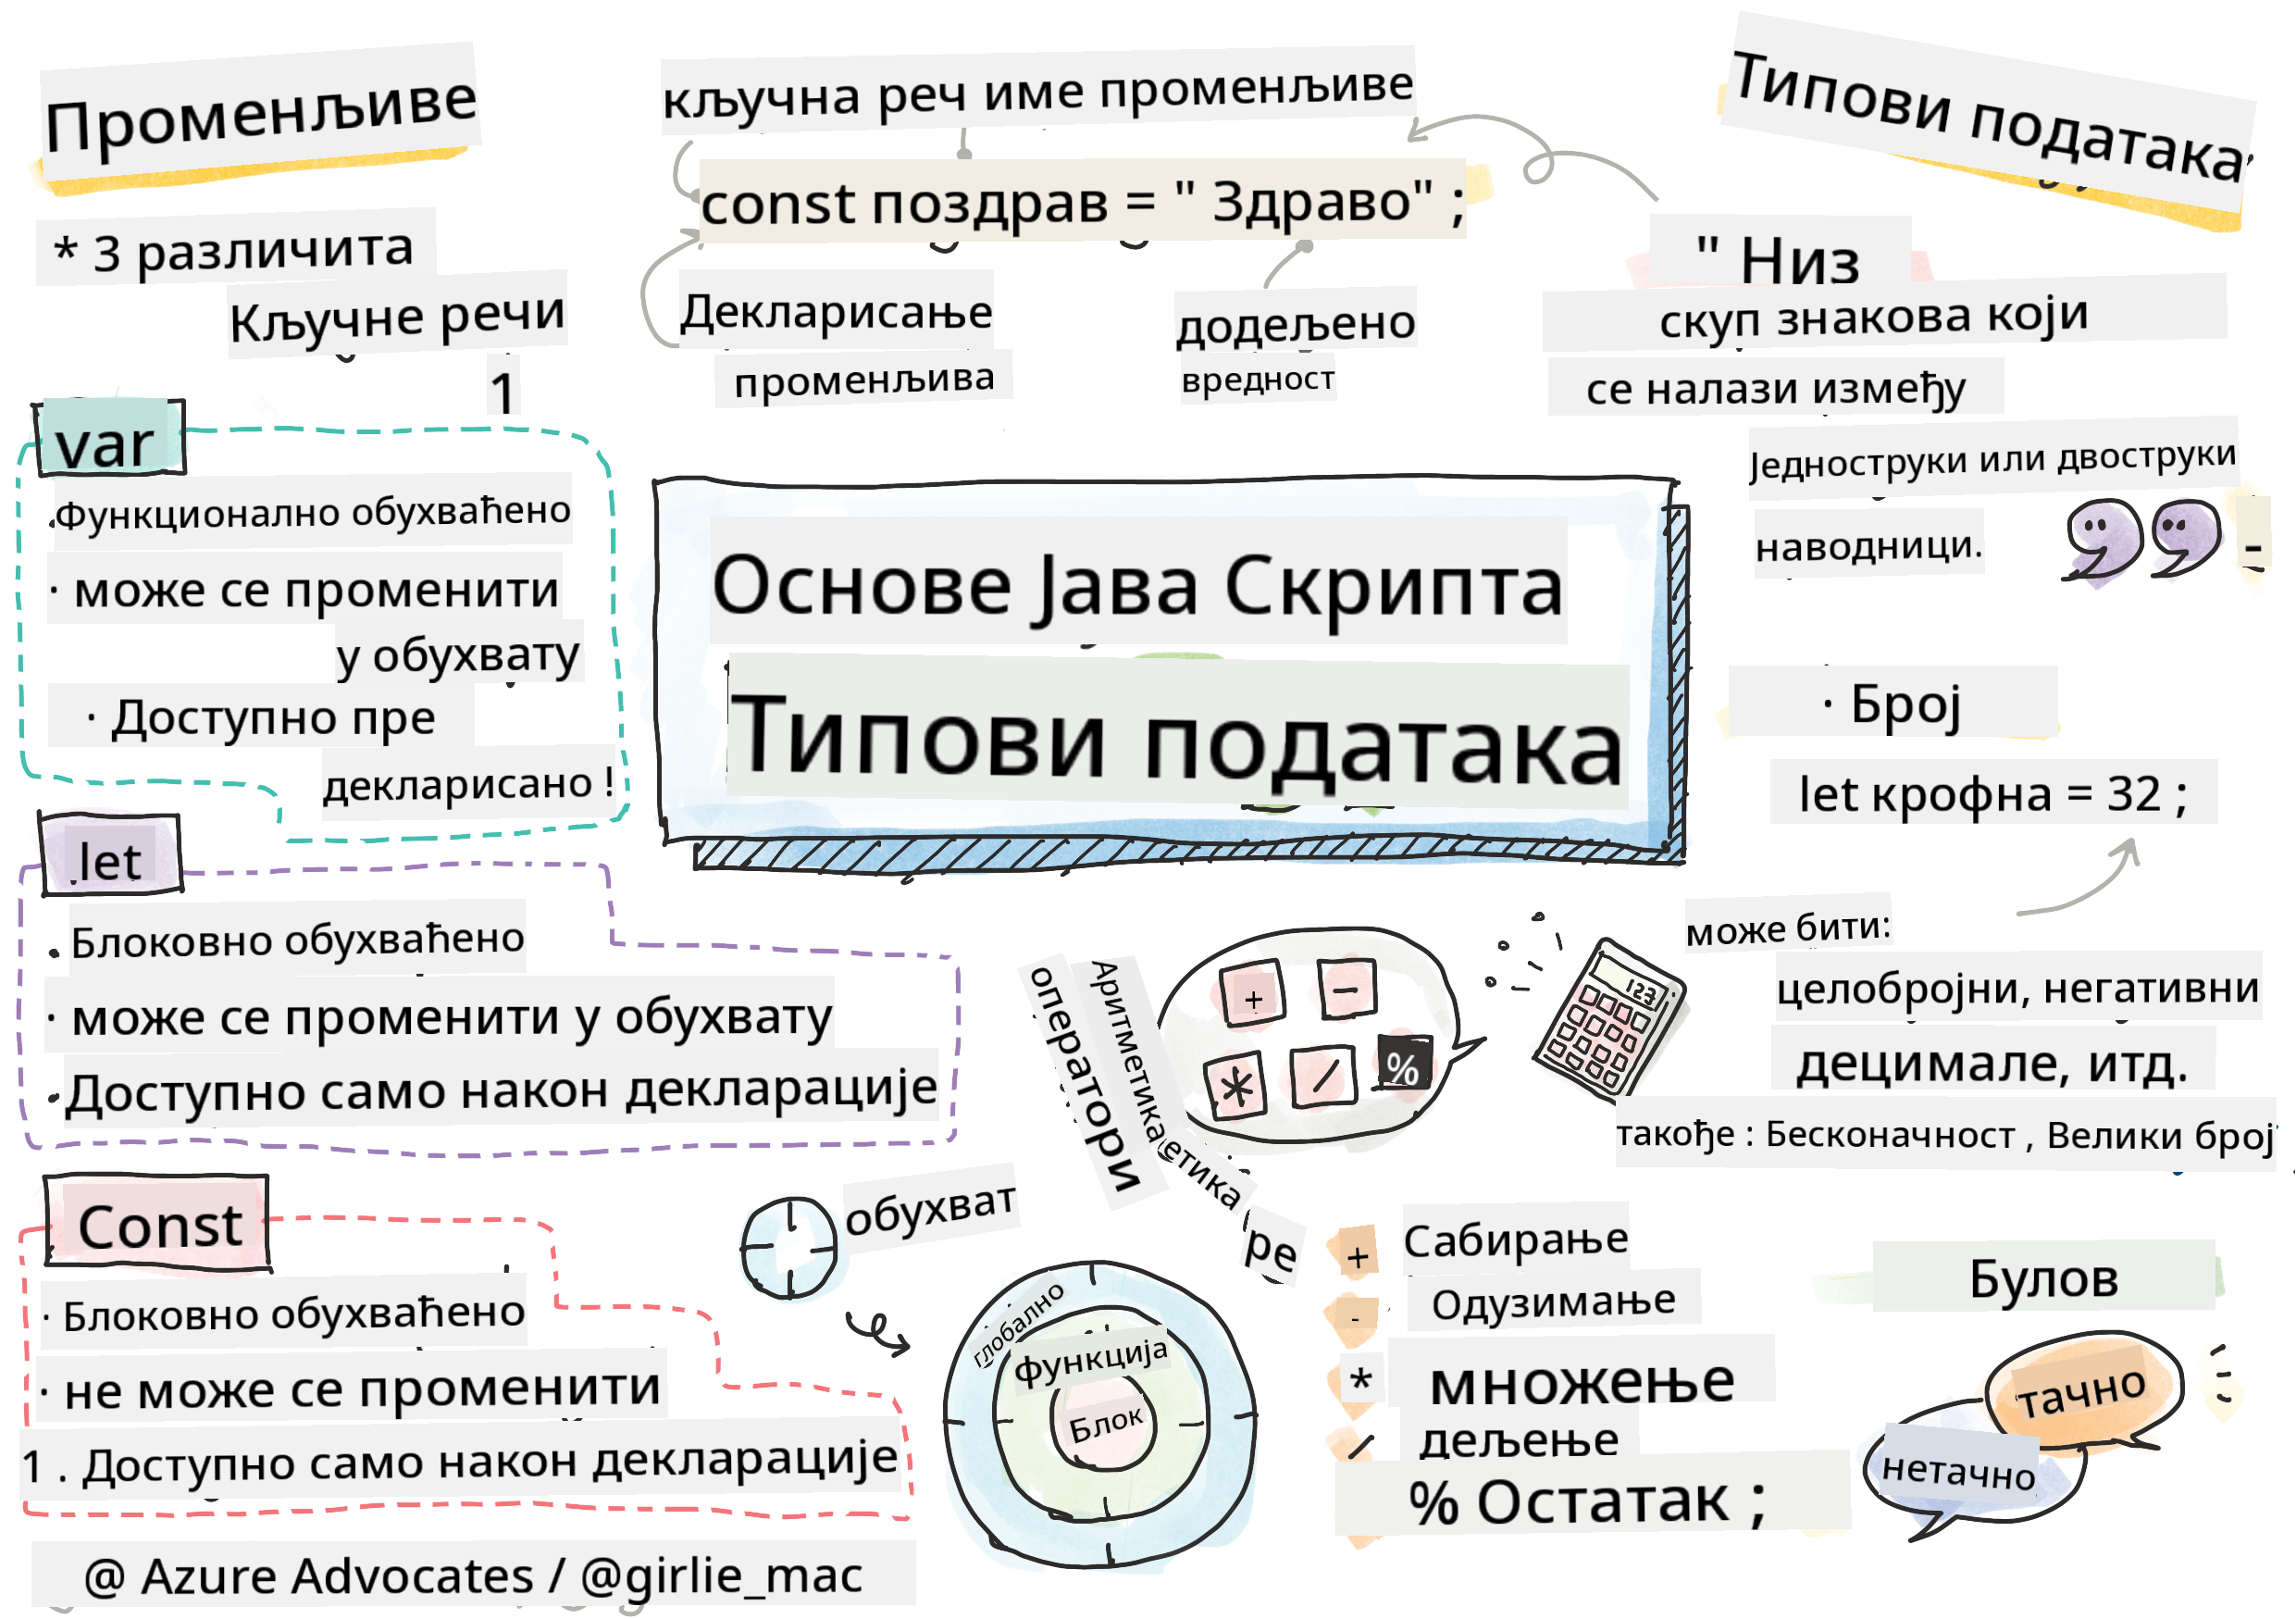 Променљиве
* 3 различита
Кључне речи
1
var
Функционално обухваћено
· може се променити
у обухвату
· Доступно пре
декларисано !
let
Блоковно обухваћено
· може се променити у обухвату
Доступно само након декларације
Const
· Блоковно обухваћено
· не може се променити
1 . Доступно само након декларације
@ Azure Advocates / @girlie_mac
кључна реч име променљиве
const поздрав = " Здраво" ;
Декларисање
променљива
додељено
вредност
Основе Јава Скрипта
Типови података
обухват
глобално
функција
Блок
оператори
Аритметика
етика
ре
+
−
*
/
%
123
+ Сабирање
- Одузимање
* множење
/ дељење
% Остатак ;
Типови података
" Низ
скуп знакова који
се налази између
Једноструки или двоструки
наводници.
-
· Број
let крофна = 32 ;
може бити:
целобројни, негативни
децимале, итд.
такође : Бесконачност , Велики број
Булов
тачно
нетачно